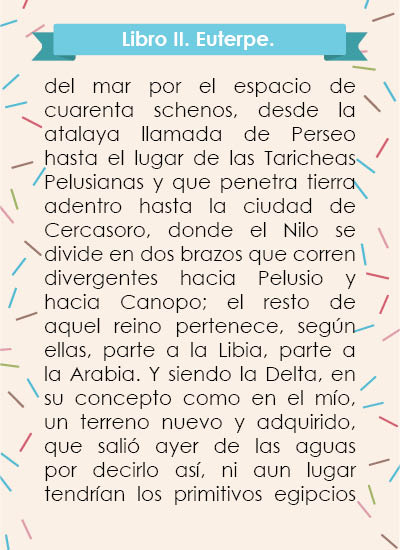 Libro II. Euterpe.
del mar por el espacio de
cuarenta schenos, desde la
atalaya llamada de Perseo
hasta el lugar de las Taricheas
Pelusianas y que penetra tierra
adentro hasta la ciudad de
Cercasoro, donde el Nilo se
divide en dos brazos que corren
divergentes hacia Pelusio y
hacia Canopo; el resto de
aquel reino pertenece, según
ellas, parte a la Libia, parte a
la Arabia. Y siendo la Delta, en
su concepto como en el mío,
un terreno nuevo y adquirido,
que salió ayer de las aguas
por decirlo así, ni aun lugar
tendrían los primitivos egipcios